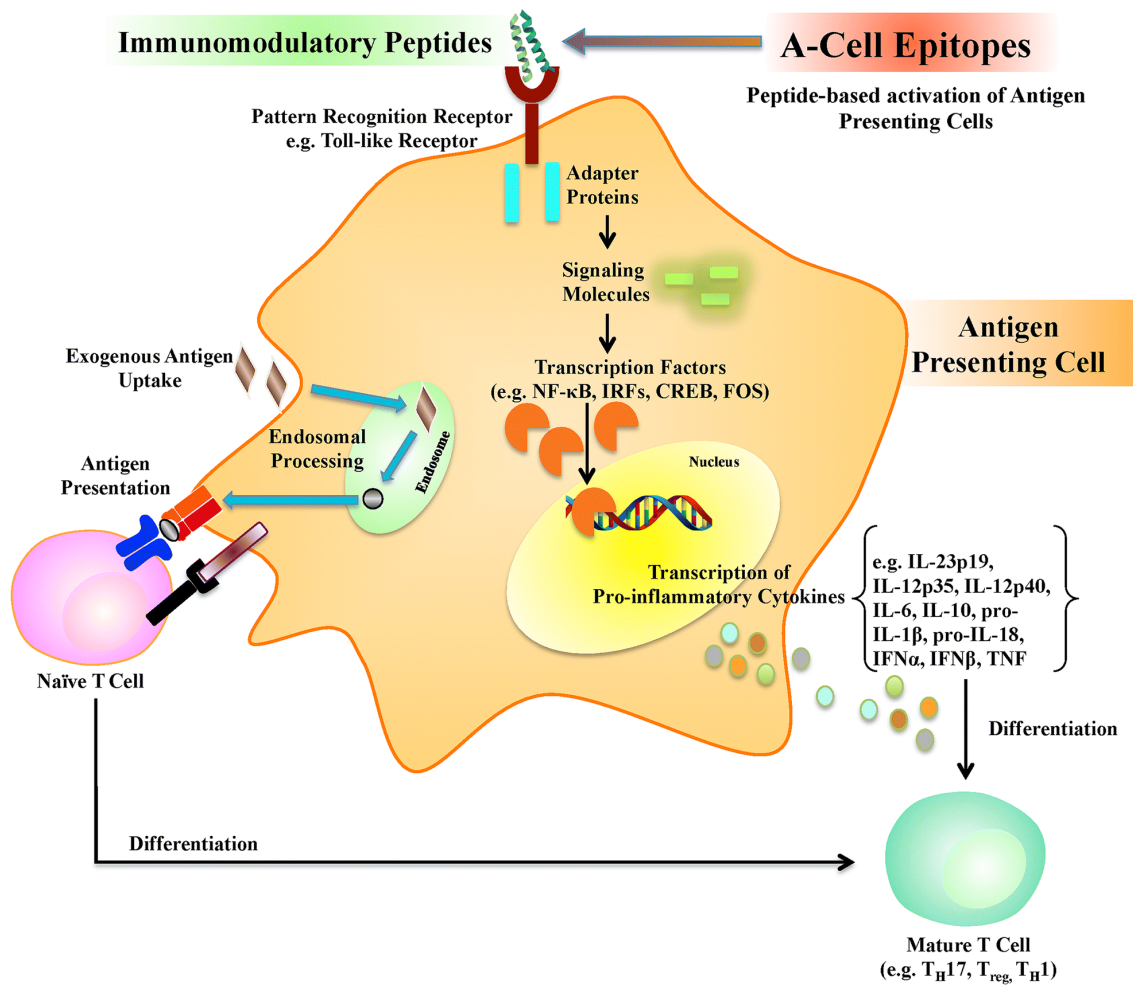 Immunomodulatory Peptides
A-Cell Epitopes
Peptide-based activation of Antigen
Presenting Cells
Pattern Recognition Receptor
e.g. Toll-like Receptor
Adapter
Proteins
Signaling
Molecules
Antigen
Presenting Cell
Exogenous Antigen
Uptake
Transcription Factors
(e.g. NF-κB, IRFs, CREB, FOS)
Endosomal
Processing
Endosome
Antigen
Presentation
Nucleus
Transcription of
Pro-inflammatory Cytokines
e.g. IL-23p19,
IL-12p35, IL-12p40,
IL-6, IL-10, pro-
IL-1β, pro-IL-18,
IFNα, IFNβ, TNF
Naïve T Cell
Differentiation
Differentiation
Mature T Cell
(e.g. TH17, Treg, TH1)